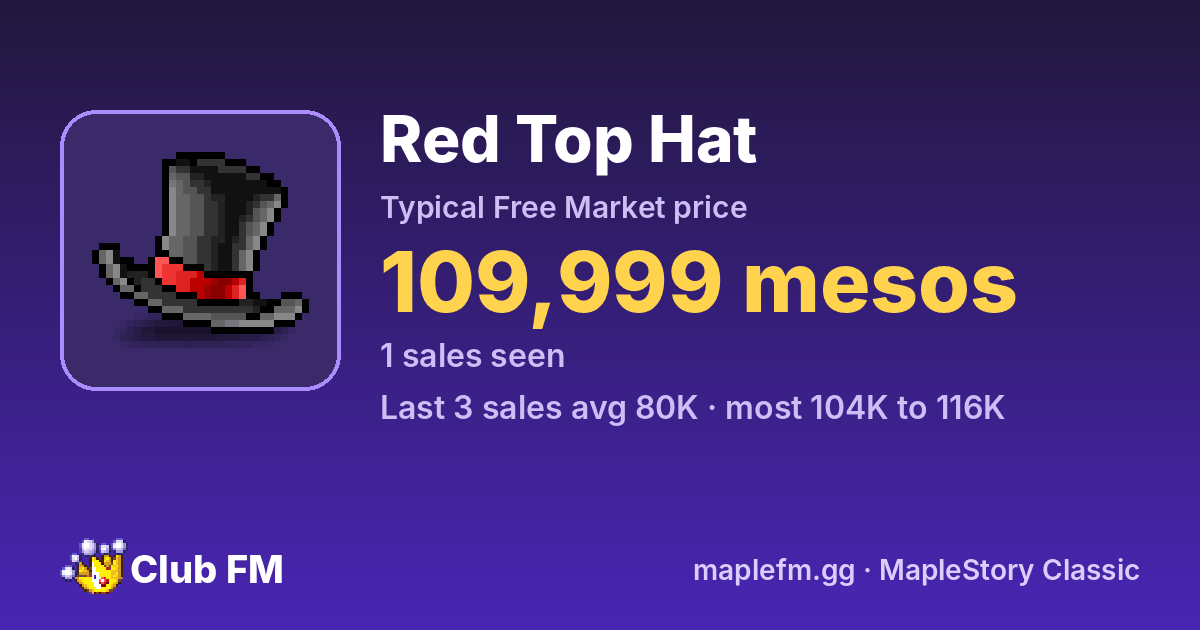 Red Top Hat
Typical Free Market price
109,999 mesos
1 sales seen
Last 3 sales avg 80K · most 104K to 116K
Club FM
maplefm.gg · MapleStory Classic